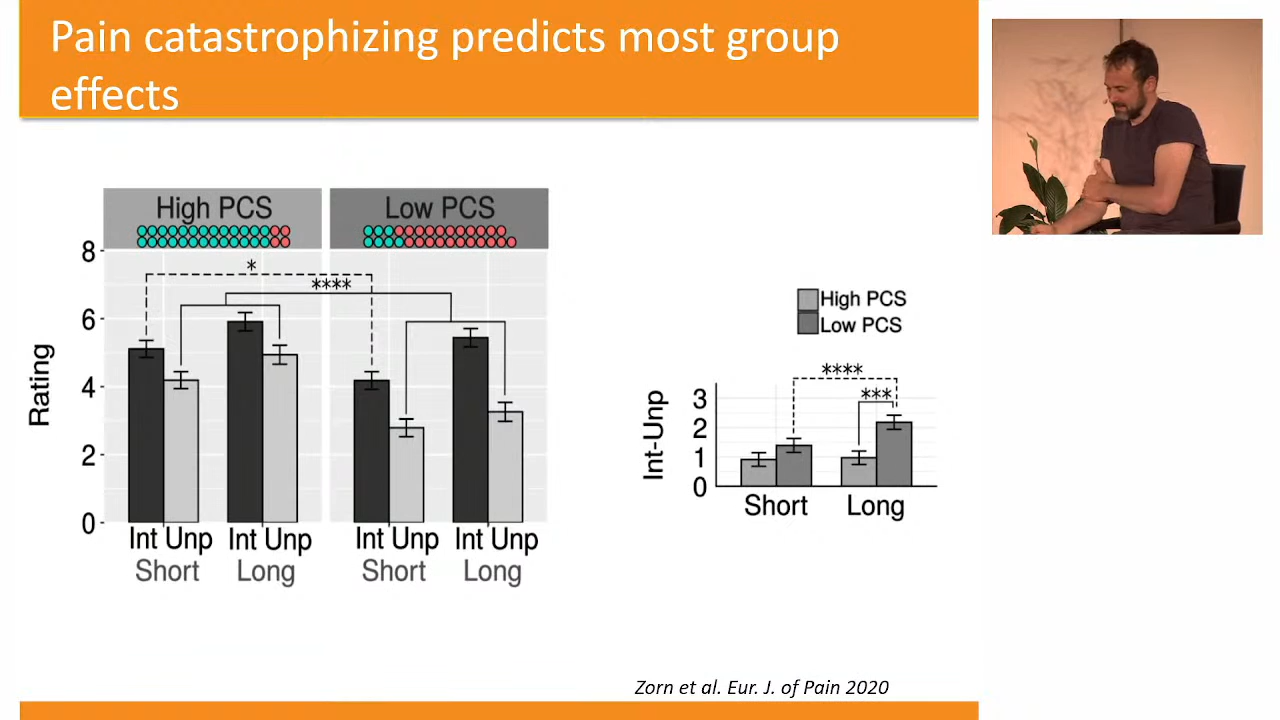 Pain catastrophizing predicts most group
effects
High PCS
Low PCS
*
****
8
6
4
2
0
Rating
Int Unp Int Unp Int Unp Int Unp
Short Long Short Long
High PCS
Low PCS
****
***
3
2
1
0
Int-Unp
Short Long
Zorn et al. Eur. J. of Pain 2020